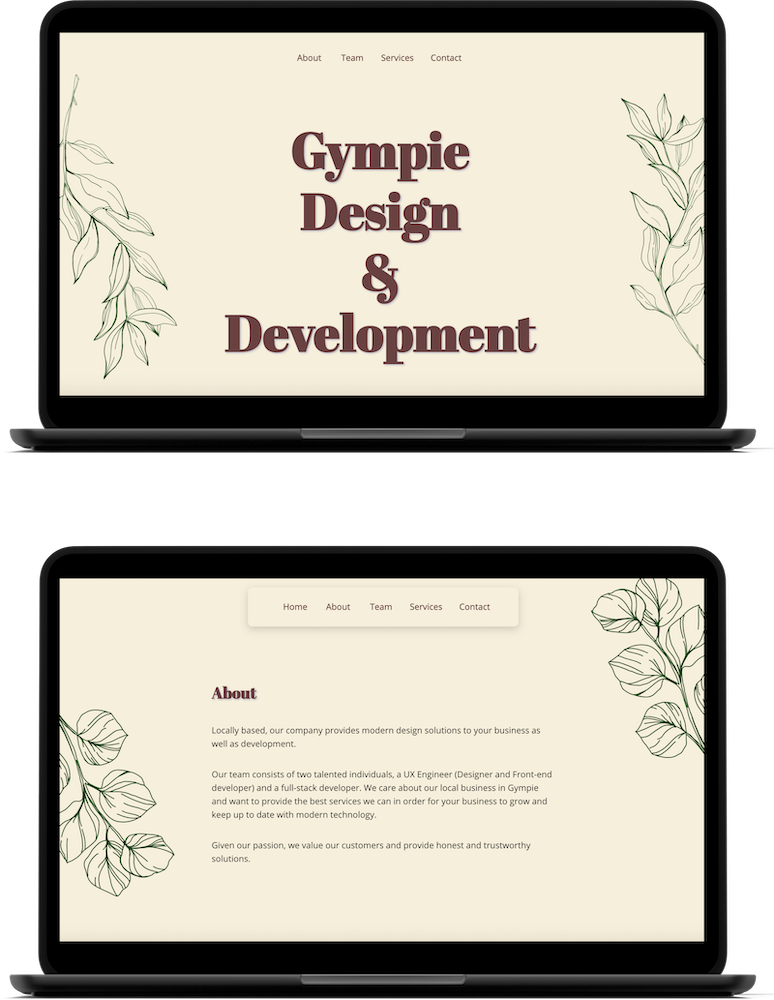 About Team Services Contact
Gympie
Design
&
Development
Home About Team Services Contact
About
Locally based, our company provides modern design solutions to your business as
well as development.
Our team consists of two talented individuals, a UX Engineer (Designer and Front-end
developer) and a full-stack developer. We care about our local business in Gympie
and want to provide the best services we can in order for your business to grow and
keep up to date with modern technology.
Given our passion, we value our customers and provide honest and trustworthy
solutions.